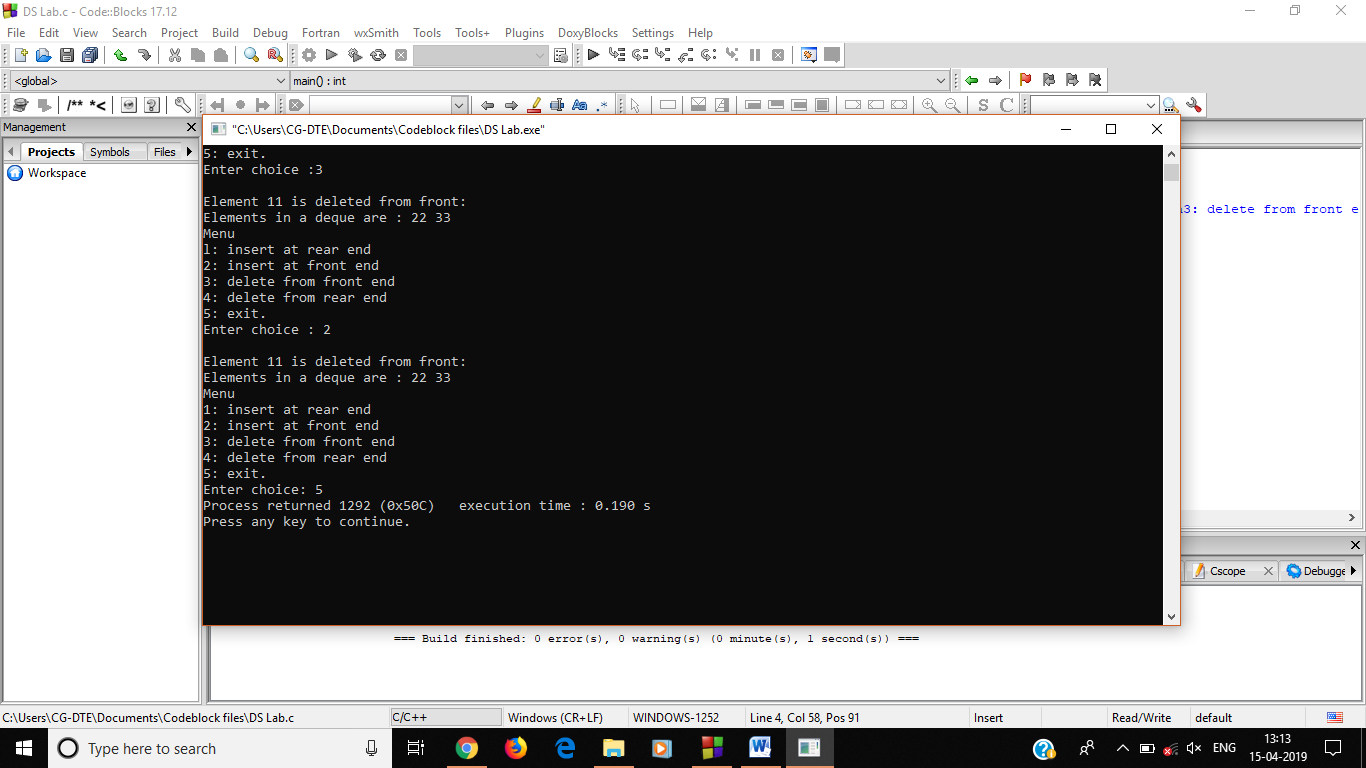 DS Lab.c - Code::Blocks 17.12
File Edit View Search Project Build Debug Fortran wxSmith Tools Tools+ Plugins DoxyBlocks Settings Help
<global> main() : int
/** *<
Aa .*
S C
Management
Projects Symbols Files
Workspace
"C:\Users\CG-DTE\Documents\Codeblock files\DS Lab.exe"
5: exit.
Enter choice :3
Element 11 is deleted from front:
Elements in a deque are : 22 33
Menu
l: insert at rear end
2: insert at front end
3: delete from front end
4: delete from rear end
5: exit.
Enter choice : 2
Element 11 is deleted from front:
Elements in a deque are : 22 33
Menu
1: insert at rear end
2: insert at front end
3: delete from front end
4: delete from rear end
5: exit.
Enter choice: 5
Process returned 1292 (0x50C) execution time : 0.190 s
Press any key to continue.
3: delete from front e
Cscope Debugge
=== Build finished: 0 error(s), 0 warning(s) (0 minute(s), 1 second(s)) ===
C:\Users\CG-DTE\Documents\Codeblock files\DS Lab.c C/C++ Windows (CR+LF) WINDOWS-1252 Line 4, Col 58, Pos 91 Insert Read/Write default
Type here to search
ENG
13:13
15-04-2019